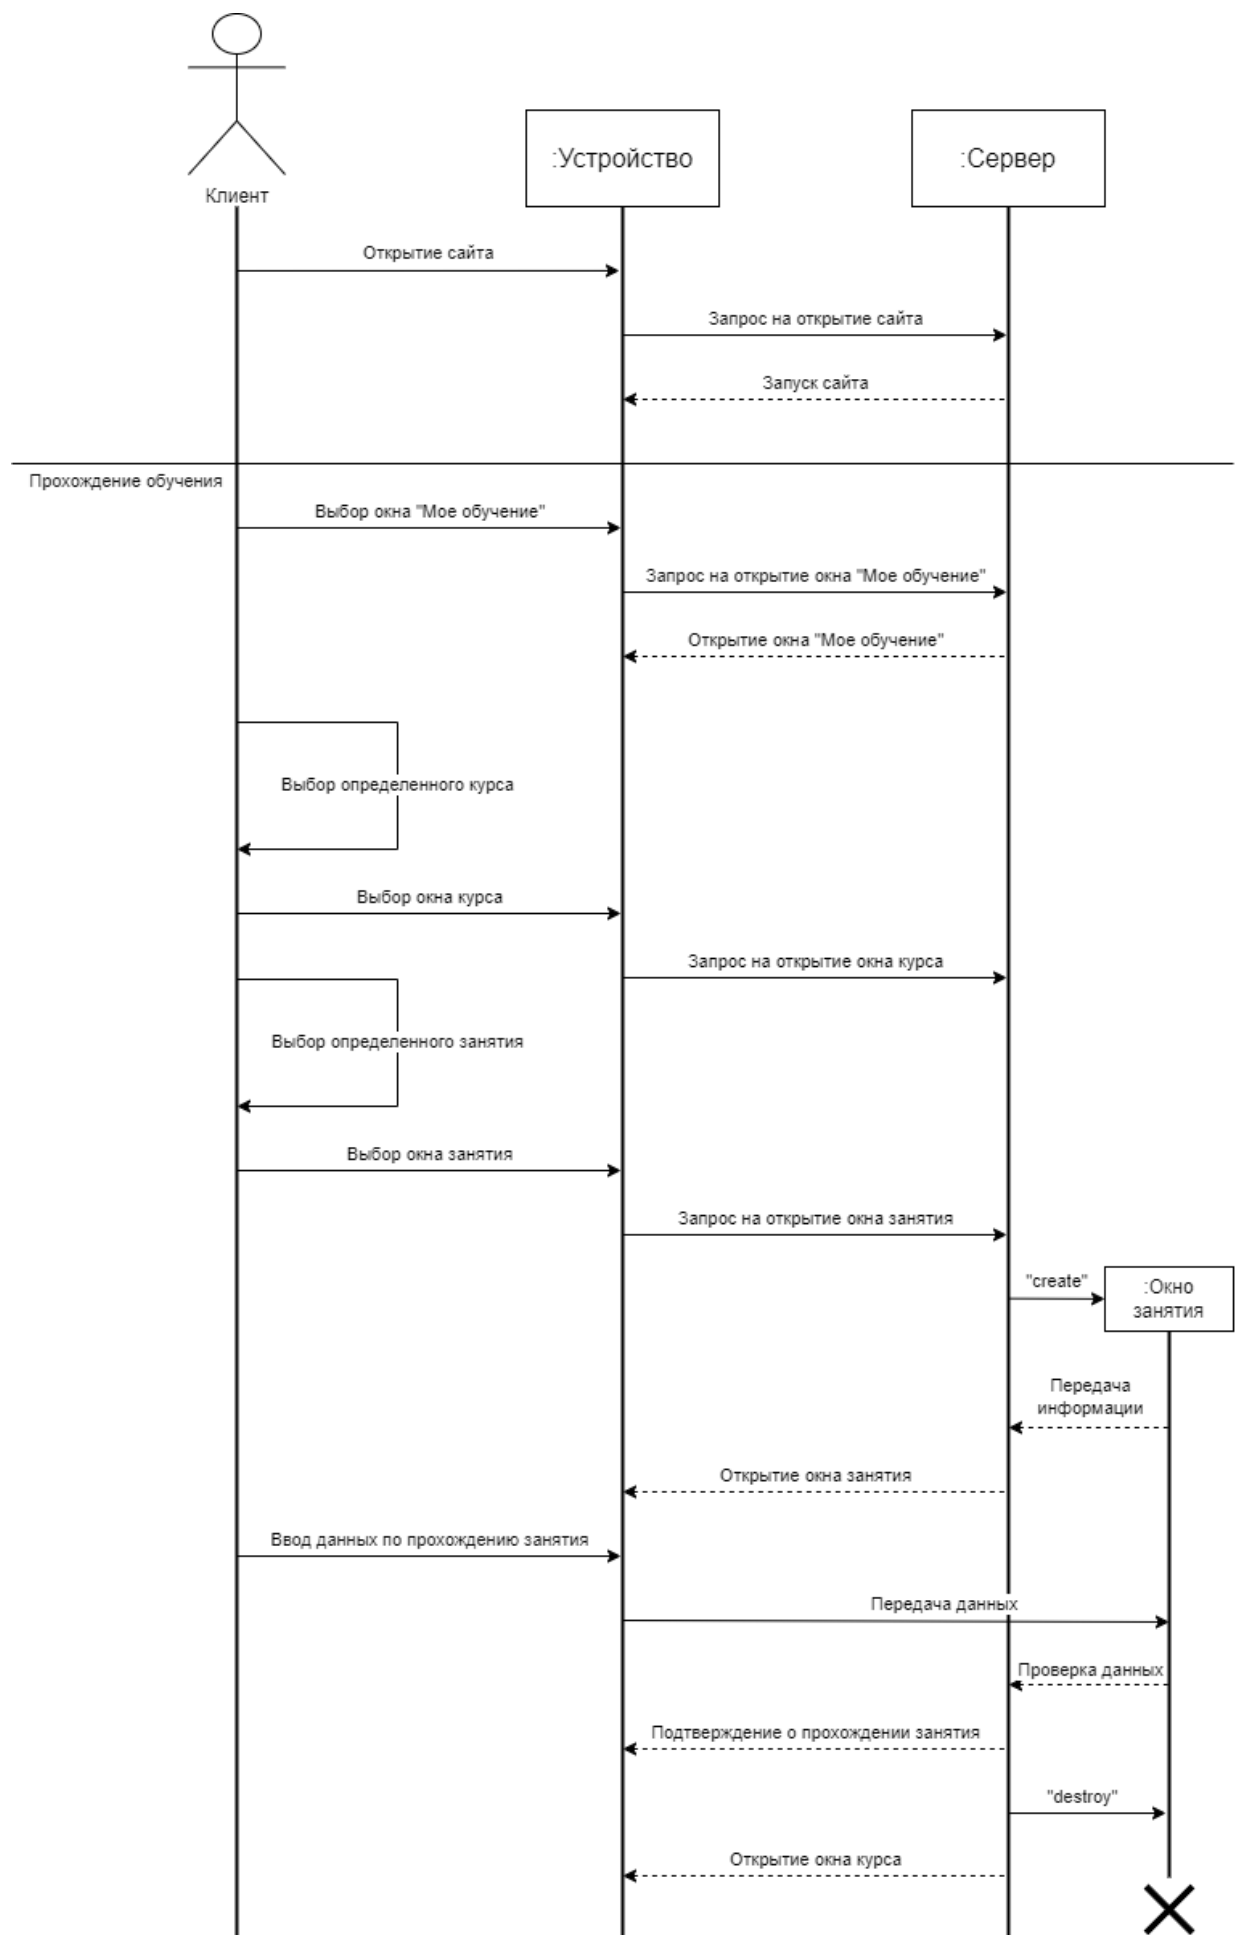 :Устройство
:Сервер
Клиент
Открытие сайта
Запрос на открытие сайта
Запуск сайта
Прохождение обучения
Выбор окна "Мое обучение"
Запрос на открытие окна "Мое обучение"
Открытие окна "Мое обучение"
Выбор определенного курса
Выбор окна курса
Запрос на открытие окна курса
Выбор определенного занятия
Выбор окна занятия
Запрос на открытие окна занятия
"create"
:Окно
занятия
Передача
информации
Открытие окна занятия
Ввод данных по прохождению занятия
Передача данных
Проверка данных
Подтверждение о прохождении занятия
"destroy"
Открытие окна курса